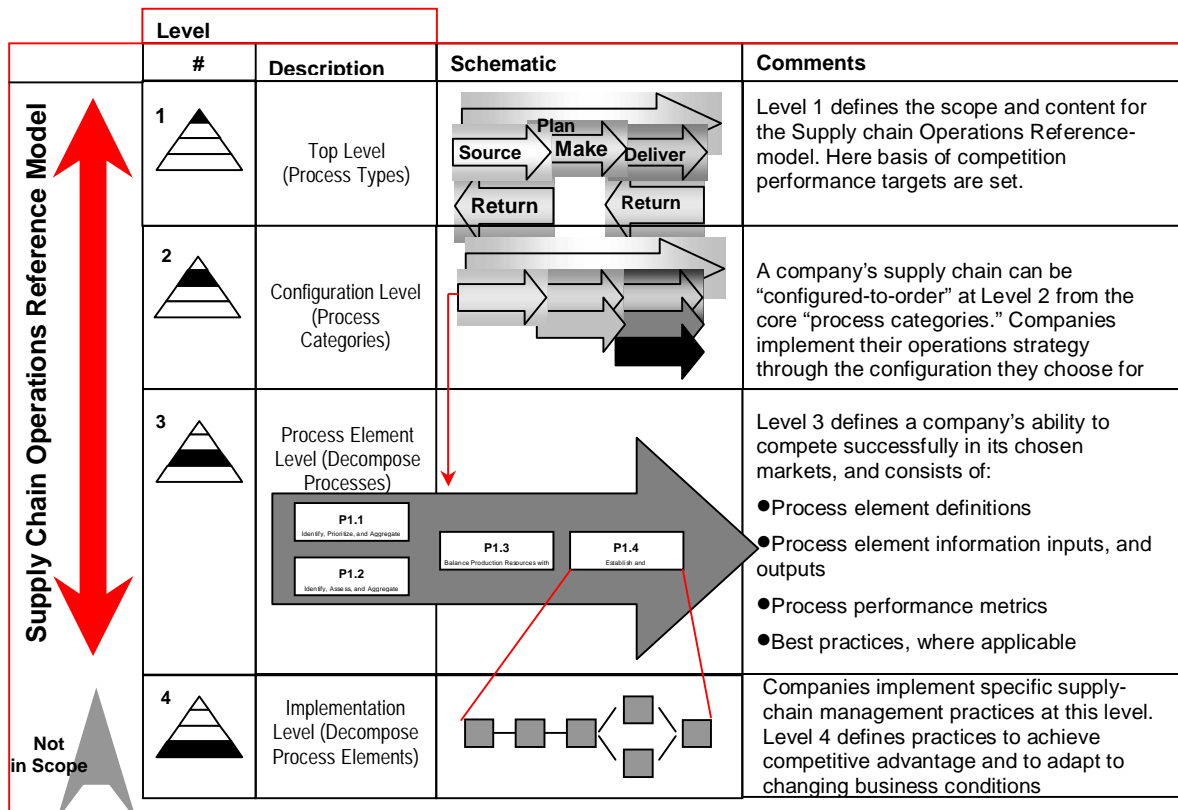 Level
#
Description
Schematic
Comments
Supply Chain Operations Reference Model
1
Top Level
(Process Types)
Plan
Source
Make
Deliver
Return
Return
Level 1 defines the scope and content for
the Supply chain Operations Reference-
model. Here basis of competition
performance targets are set.
2
Configuration Level
(Process
Categories)
A company’s supply chain can be
“configured-to-order” at Level 2 from the
core “process categories.” Companies
implement their operations strategy
through the configuration they choose for
3
Process Element
Level (Decompose
Processes)
P1.1
Identify, Prioritize, and Aggregate
P1.2
Identify, Assess, and Aggregate
P1.3
Balance Production Resources with
P1.4
Establish and
Level 3 defines a company’s ability to
compete successfully in its chosen
markets, and consists of:
●Process element definitions
●Process element information inputs, and
outputs
●Process performance metrics
●Best practices, where applicable
Not
in Scope
4
Implementation
Level (Decompose
Process Elements)
Companies implement specific supply-
chain management practices at this level.
Level 4 defines practices to achieve
competitive advantage and to adapt to
changing business conditions